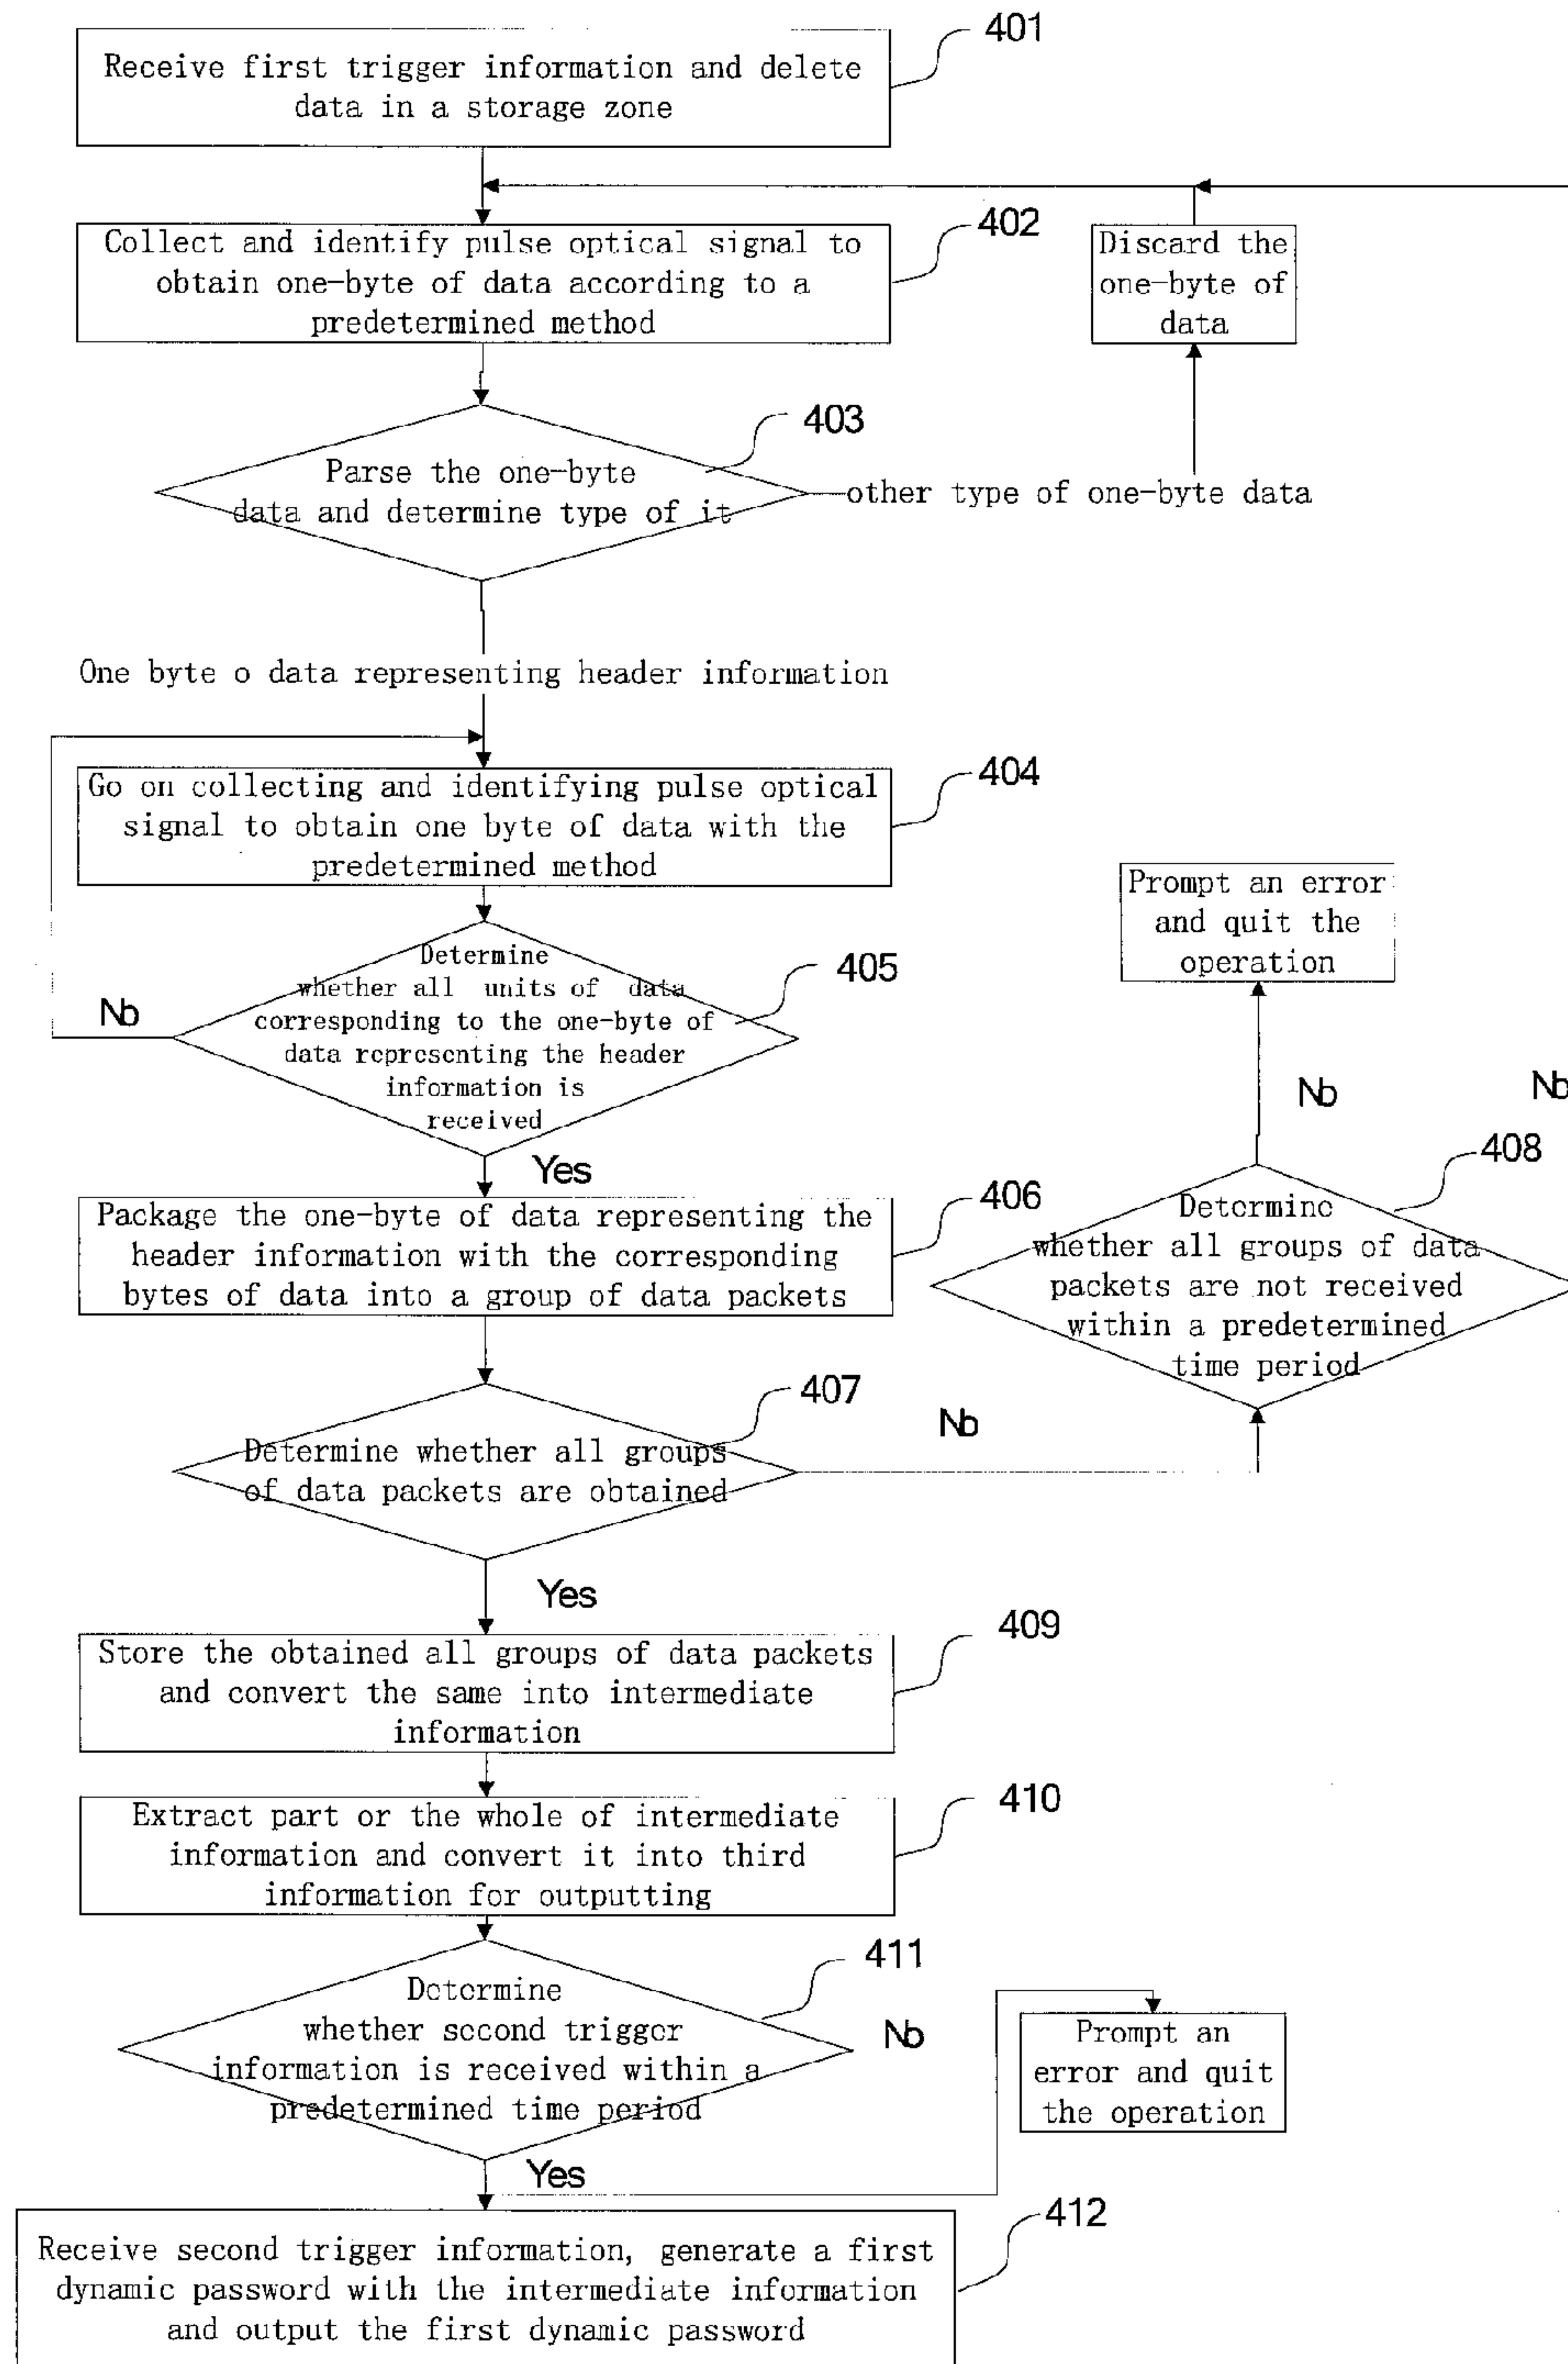 401
Receive first trigger information and delete
data in a storage zone
402
Collect and identify pulse optical signal to
obtain one-byte of data according to a
predetermined method
Discard the
one-byte of
data
403
Parse the one-byte
data and determine type of it
other type of one-byte data
One byte o data representing header information
404
Go on collecting and identifying pulse optical
signal to obtain one byte of data with the
predetermined method
Prompt an error
and quit the
operation
405
Determine
whether all units of data
corresponding to the one-byte of
data representing the header
information is
received
No
No
No
Yes
408
Determine
whether all groups of data
packets are not received
within a predetermined
time period
406
Package the one-byte of data representing the
header information with the corresponding
bytes of data into a group of data packets
407
Determine whether all groups
of data packets are obtained
No
Yes
409
Store the obtained all groups of data packets
and convert the same into intermediate
information
410
Extract part or the whole of intermediate
information and convert it into third
information for outputting
411
Determine
whether second trigger
information is received within a
predetermined time period
No
Prompt an
error and quit
the operation
Yes
412
Receive second trigger information, generate a first
dynamic password with the intermediate information
and output the first dynamic password